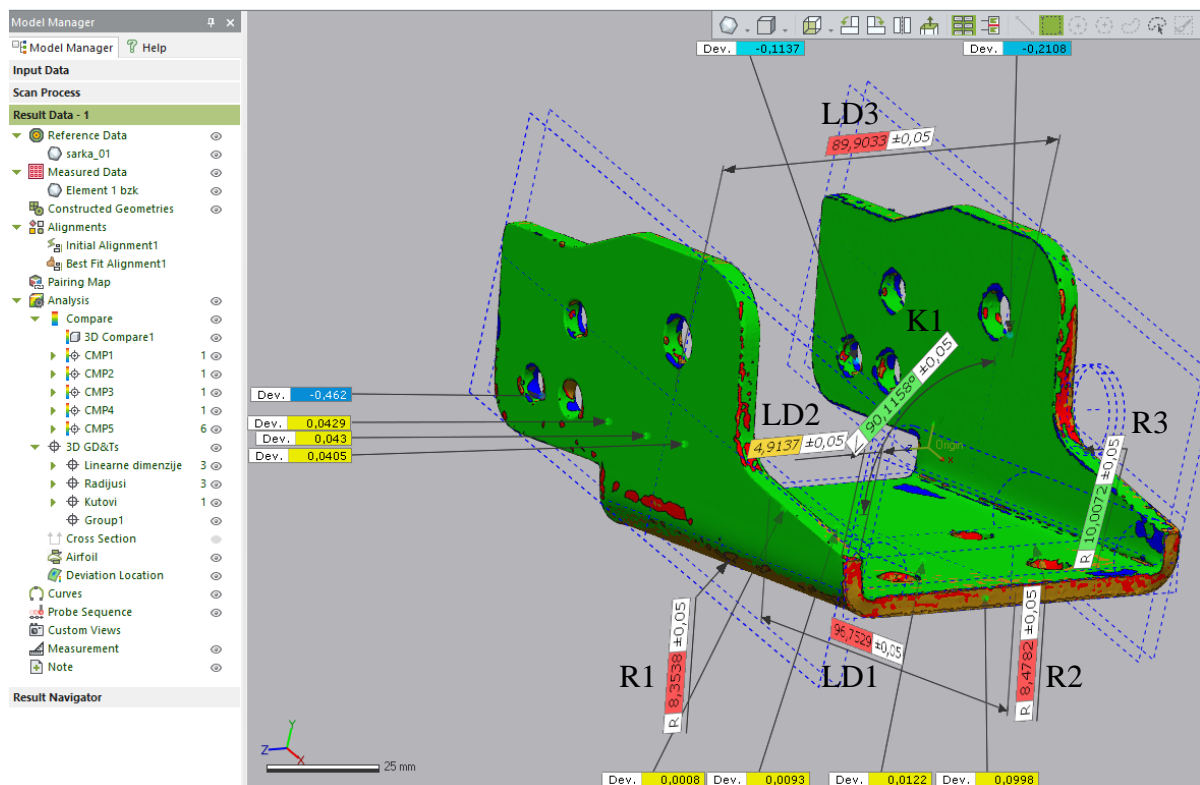 Model Manager
Model Manager
Help
Input Data
Scan Process
Result Data - 1
Reference Data
sarka_01
Measured Data
Element 1 bzk
Constructed Geometries
Alignments
Initial Alignment1
Best Fit Alignment1
Pairing Map
Analysis
Compare
3D Compare1
CMP1 1
CMP2 1
CMP3 1
CMP4 1
CMP5 6
3D GD&Ts
Linearne dimenzije 3
Radijusi 3
Kutovi 1
Group1
Cross Section
Airfoil
Deviation Location
Curves
Probe Sequence
Custom Views
Measurement
Note
Result Navigator
Dev. -0,1137
Dev. -0,2108
LD3
89,9033 ±0,05
K1
90,1158° ±0,05
Dev. -0,462
Dev. 0,0429
Dev. 0,043
Dev. 0,0405
LD2
4,9137 ±0,05
Origin
x
R3
R 10,0072 ±0,05
R1
R 8,3538 ±0,05
96,7529 ±0,05
LD1
R 8,4782 ±0,05
R2
Y
Z
X
25 mm
Dev. 0,0008
Dev. 0,0093
Dev. 0,0122
Dev. 0,0998